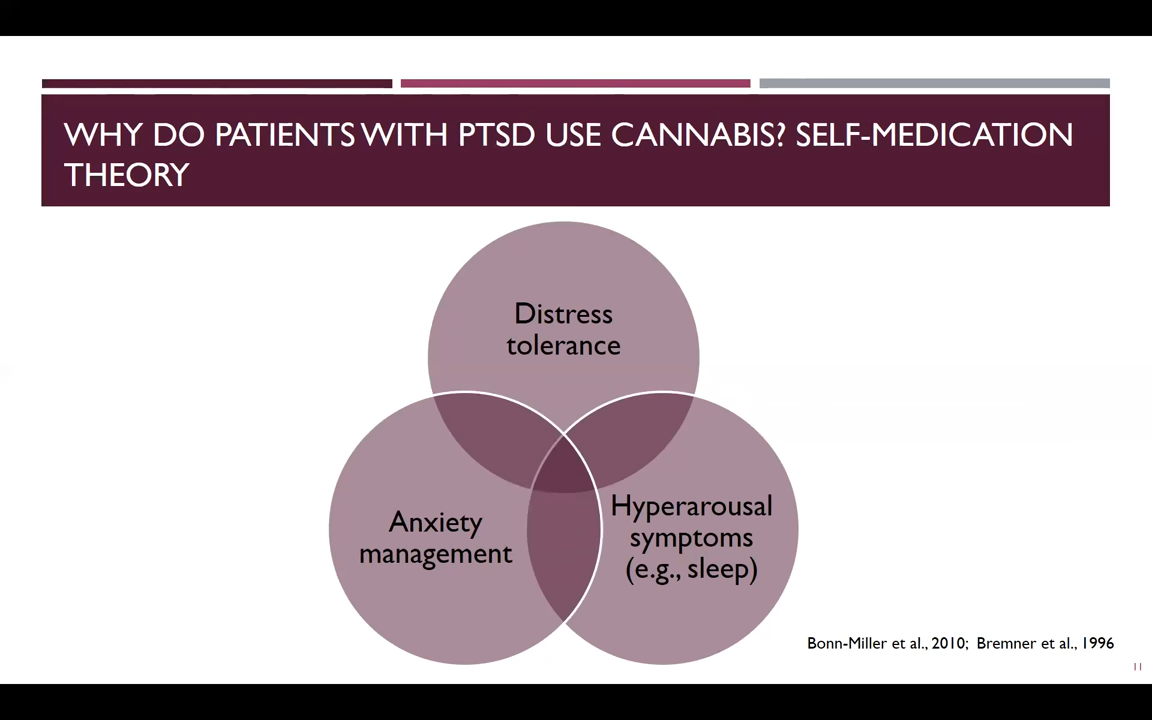 WHY DO PATIENTS WITH PTSD USE CANNABIS? SELF-MEDICATION
THEORY
Distress
tolerance
Anxiety
management
Hyperarousal
symptoms
(e.g., sleep)
Bonn-Miller et al., 2010; Bremner et al., 1996
11